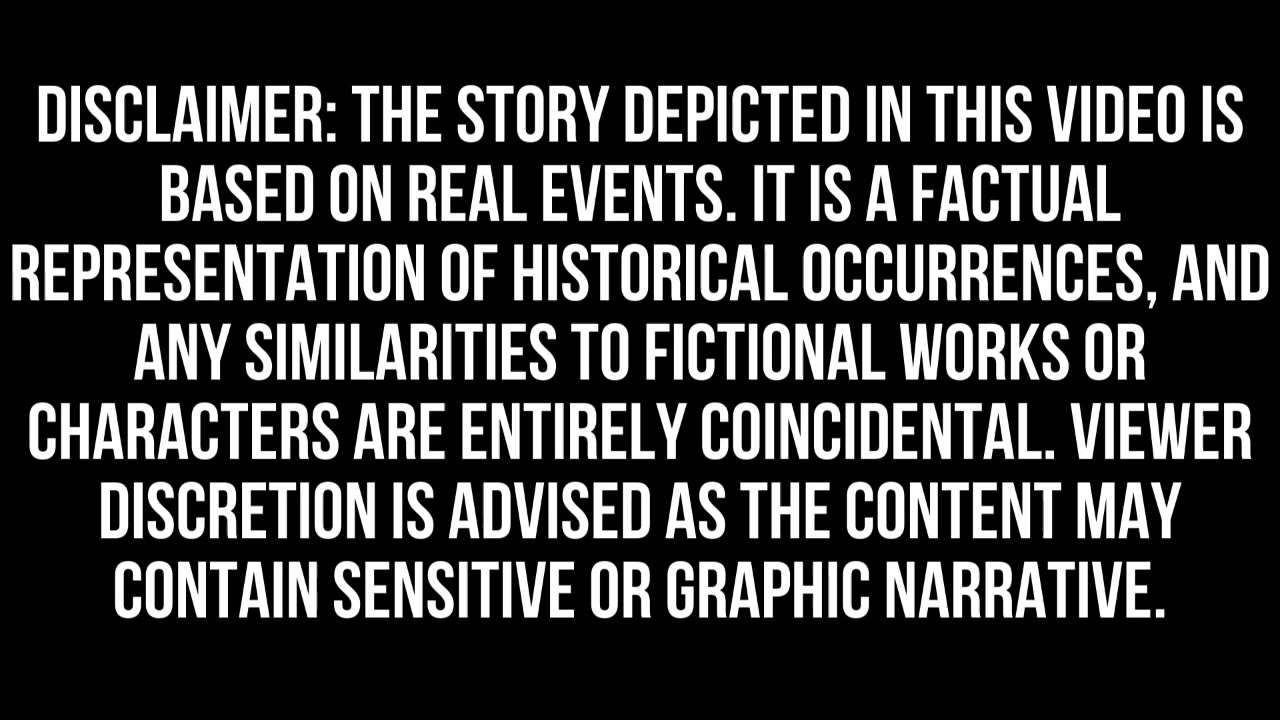 DISCLAIMER: THE STORY DEPICTED IN THIS VIDEO IS
BASED ON REAL EVENTS. IT IS A FACTUAL
REPRESENTATION OF HISTORICAL OCCURRENCES, AND
ANY SIMILARITIES TO FICTIONAL WORKS OR
CHARACTERS ARE ENTIRELY COINCIDENTAL. VIEWER
DISCRETION IS ADVISED AS THE CONTENT MAY
CONTAIN SENSITIVE OR GRAPHIC NARRATIVE.